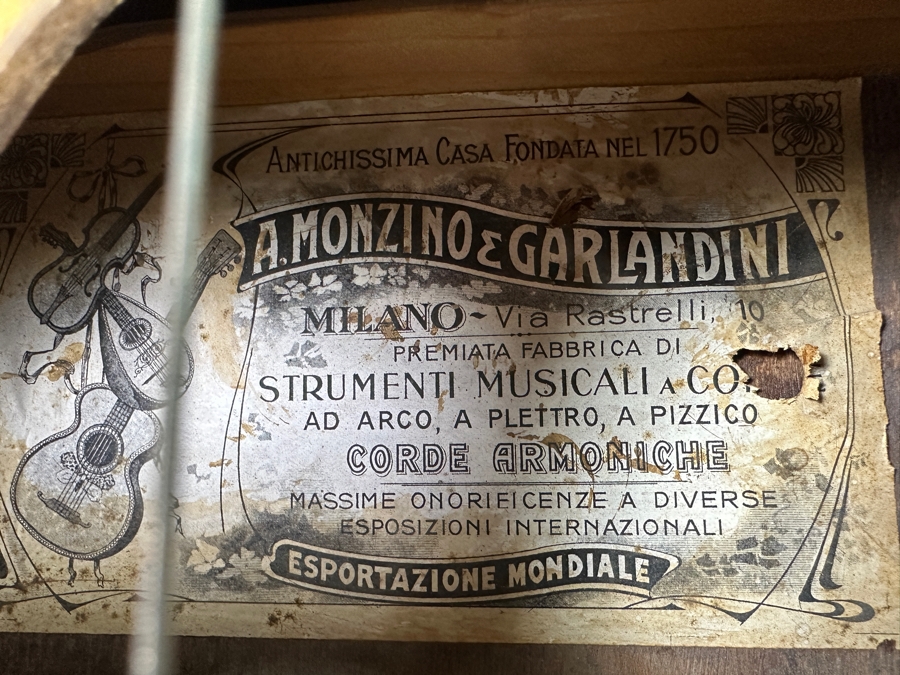 ANTICHISSIMA CASA FONDATA NEL 1750
A. MONZINO E GARLANDINI
MILANO ~ Via Rastrelli, 10
PREMIATA FABBRICA DI
STRUMENTI MUSICALI A
AD ARCO, A PLETTRO, A PIZZICO
CORDE ARMONICHE
MASSIME ONORIFICENZE A DIVERSE
ESPOSIZIONI INTERNAZIONALI
ESPORTAZIONE MONDIALE